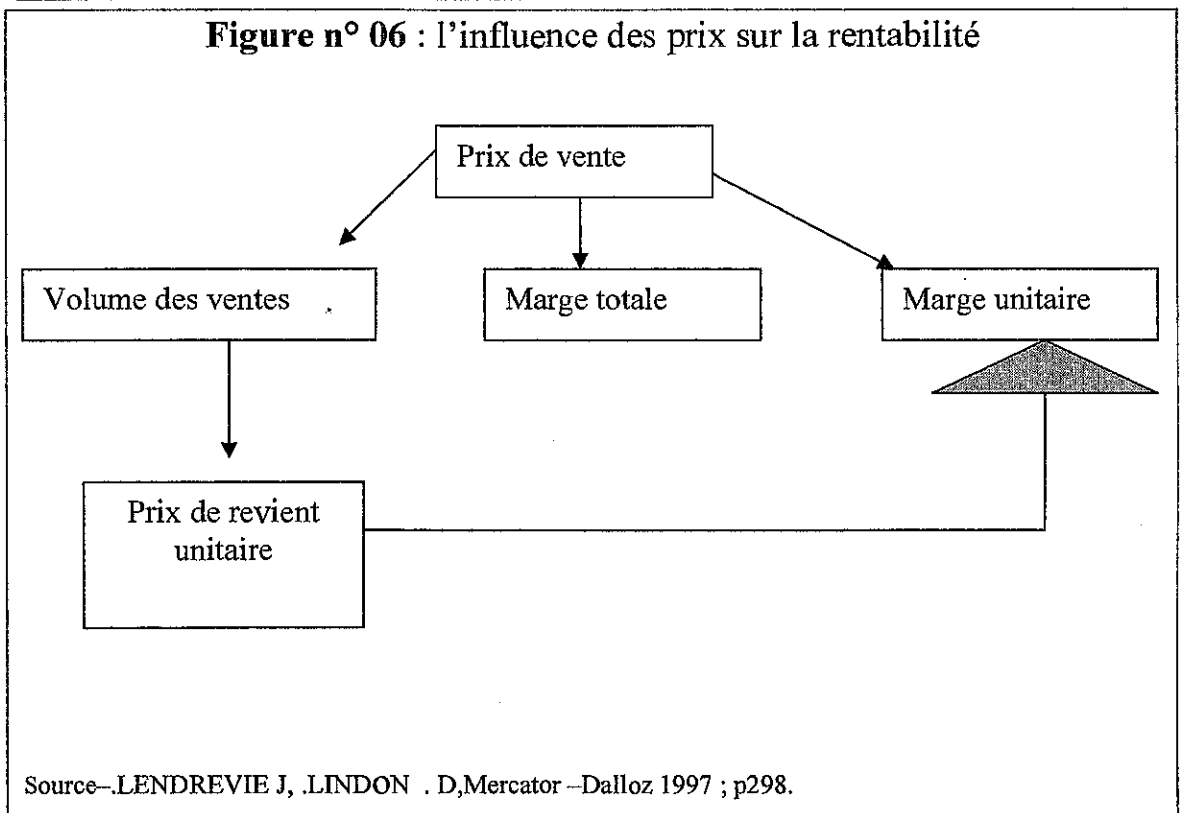 Figure n° 06 : l’influence des prix sur la rentabilité
Prix de vente
Volume des ventes
Marge totale
Marge unitaire
Prix de revient
unitaire
Source–.LENDREVIE J, .LINDON . D,Mercator –Dalloz 1997 ; p298.